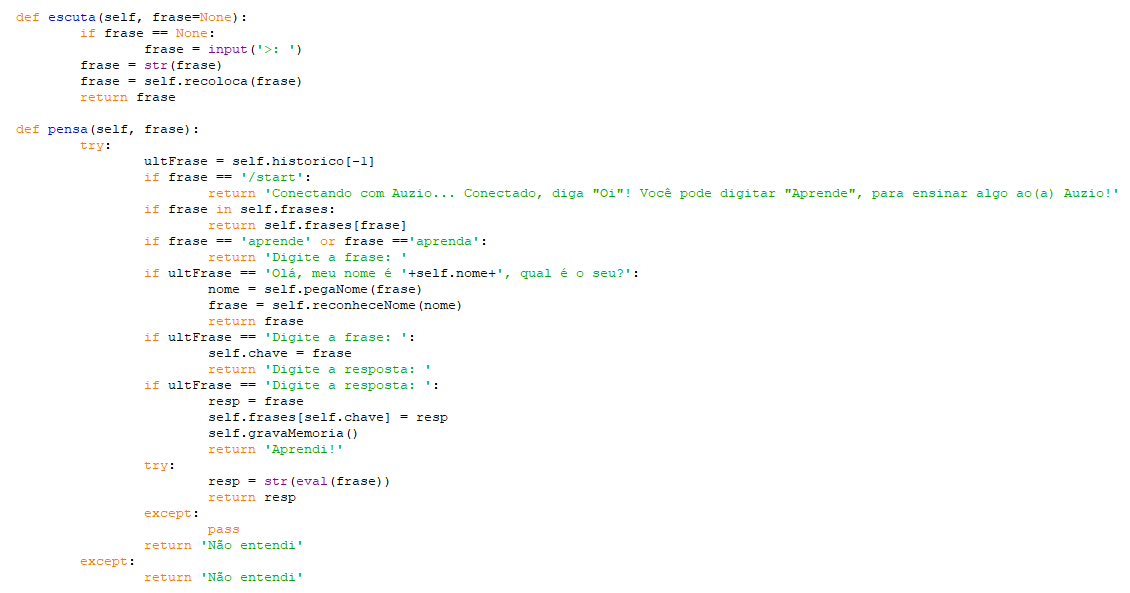 def escuta(self, frase=None):
        if frase == None:
                frase = input('>: ')
        frase = str(frase)
        frase = self.recoloca(frase)
        return frase

def pensa(self, frase):
        try:
                ultFrase = self.historico[-1]
                if frase == '/start':
                        return 'Conectando com Auzio... Conectado, diga "Oi"! Você pode digitar "Aprende", para ensinar algo ao(a) Auzio!'
                if frase in self.frases:
                        return self.frases[frase]
                if frase == 'aprende' or frase =='aprenda':
                        return 'Digite a frase: '
                if ultFrase == 'Olá, meu nome é '+self.nome+', qual é o seu?':
                        nome = self.pegaNome(frase)
                        frase = self.reconheceNome(nome)
                        return frase
                if ultFrase == 'Digite a frase: ':
                        self.chave = frase
                        return 'Digite a resposta: '
                if ultFrase == 'Digite a resposta: ':
                        resp = frase
                        self.frases[self.chave] = resp
                        self.gravaMemoria()
                        return 'Aprendi!'
                try:
                        resp = str(eval(frase))
                        return resp
                except:
                        pass
                return 'Não entendi'
        except:
                return 'Não entendi'